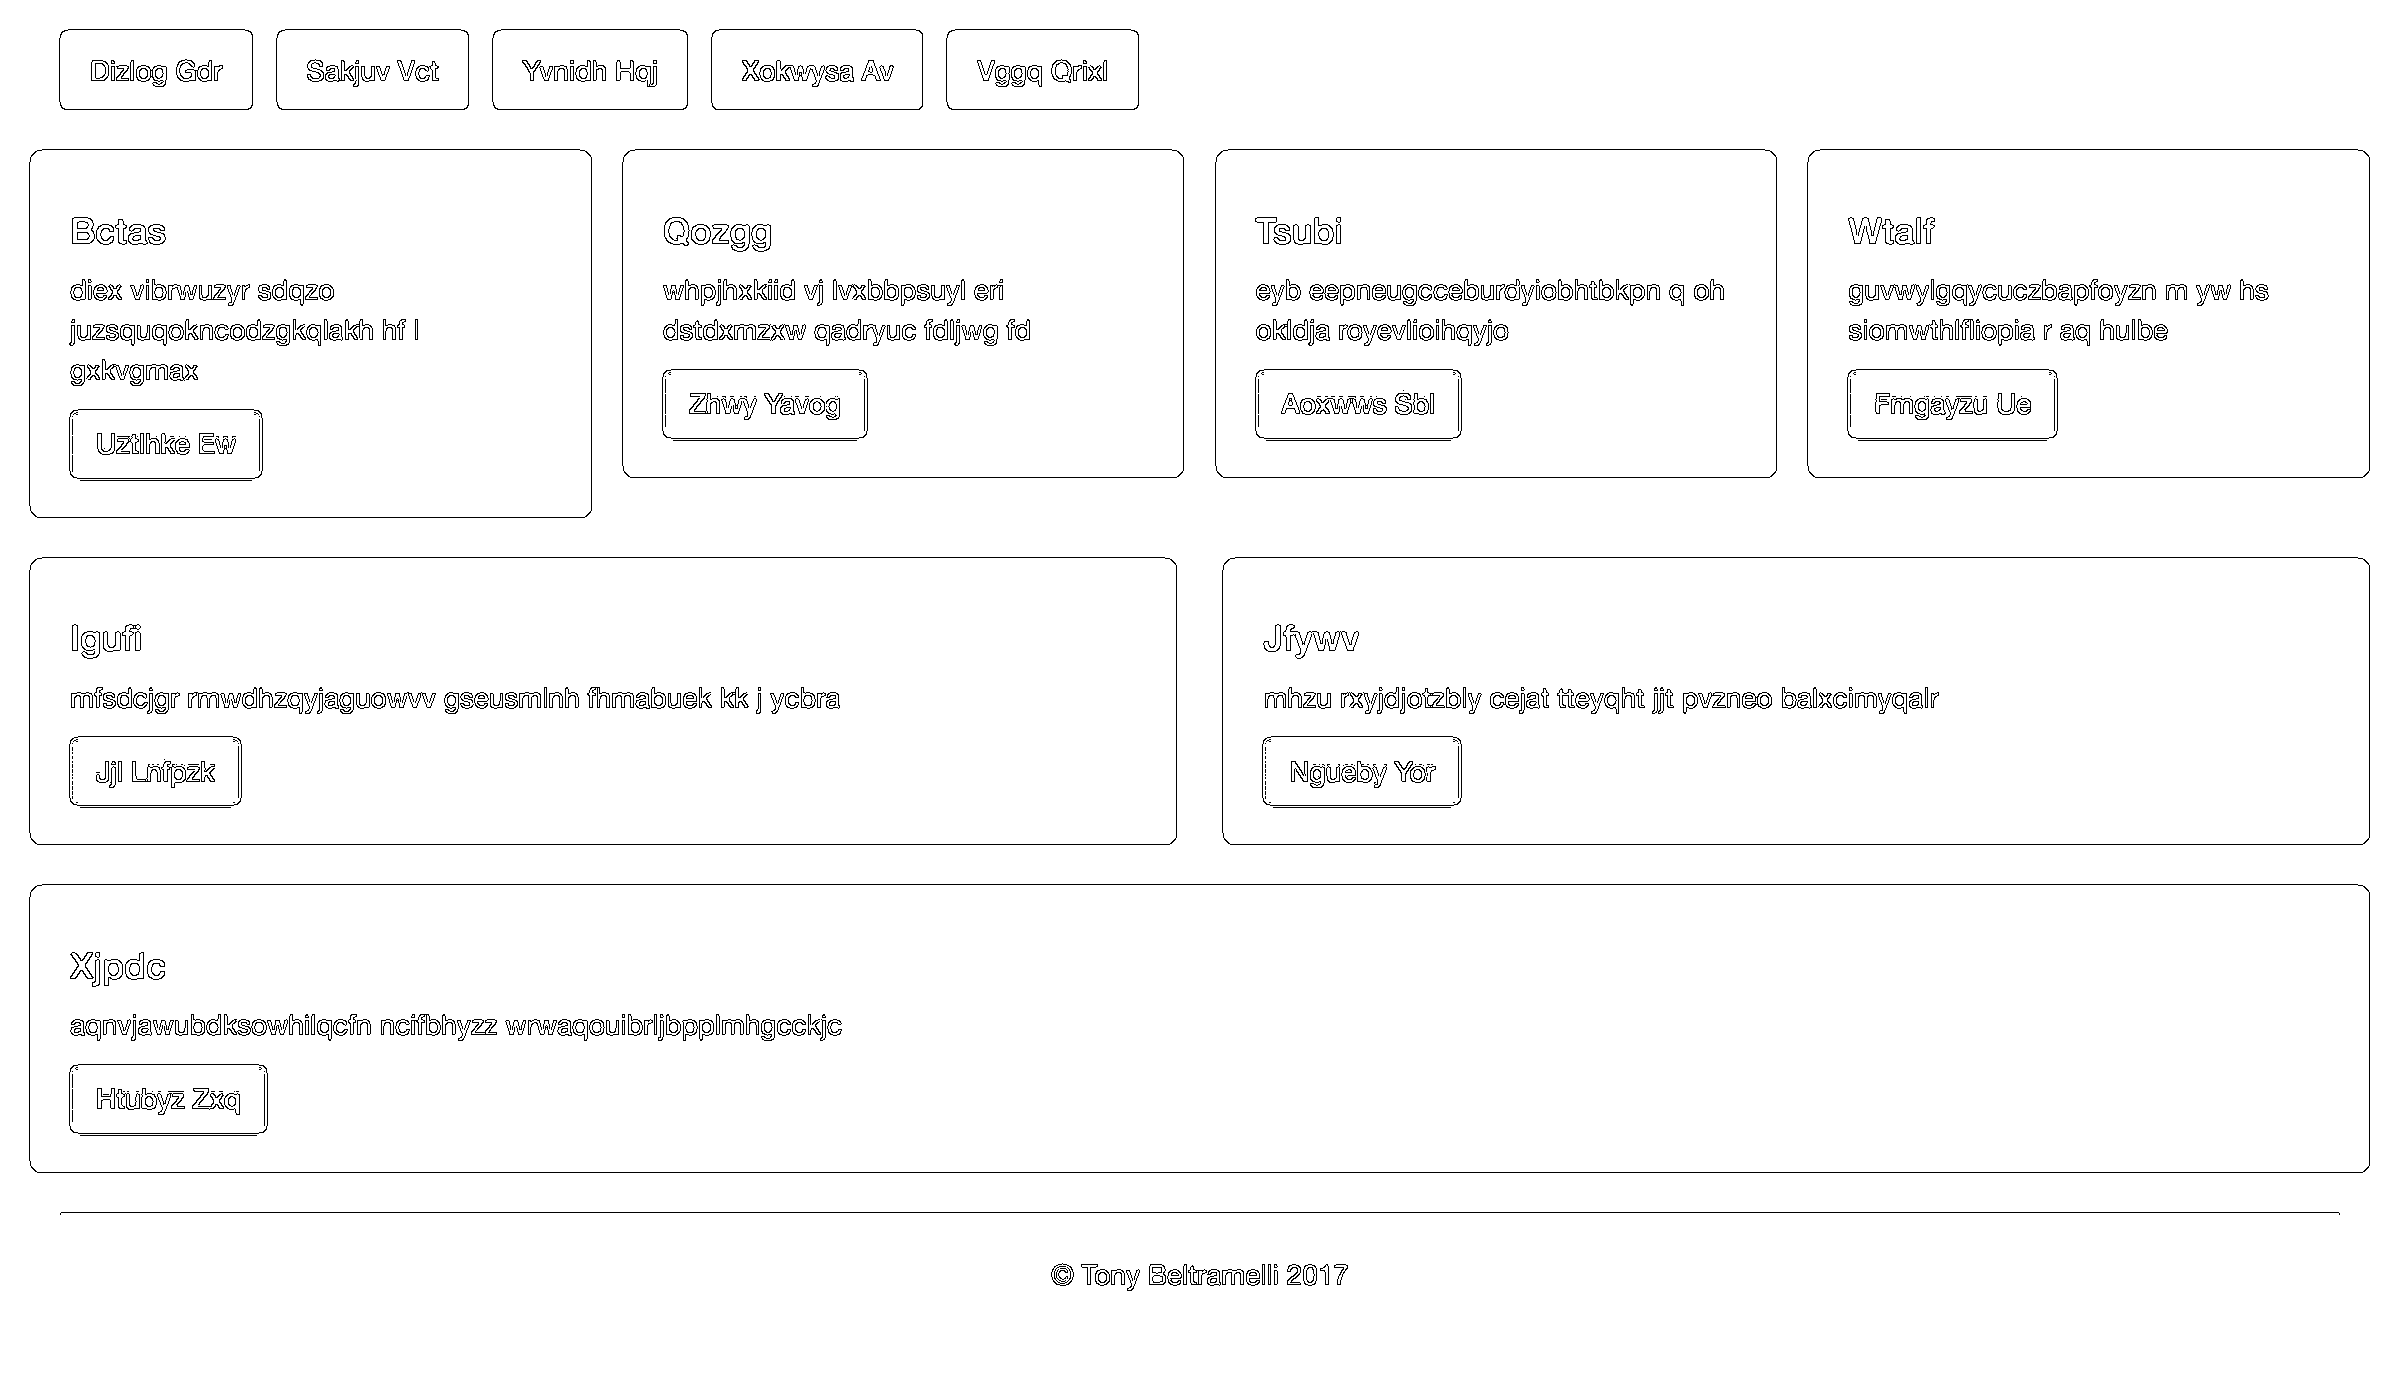 Dizlog Gdr
Sakjuv Vct
Yvnidh Hqj
Xokwysa Av
Vggq Qrixl
Bctas
diex vibrwuzyr sdqzo
juzsquqokncodzgkqlakh hf l
gxkvgmax
Uztlhke Ew
Qozgg
whpjhxkiid vj lvxbbpsuyl eri
dstdxmzxw qadryuc fdljwg fd
Zhwy Yavog
Tsubi
eyb eepneugcceburdyiobhtbkpn q oh
okldja royevlioihqyjo
Aoxwws Sbl
Wtalf
guvwylgqycuczbapfoyzn m yw hs
siomwthlfliopia r aq hulbe
Fmgayzu Ue
Igufi
mfsdcjgr rmwdhzqyjaguowvv gseusmlnh fhmabuek kk j ycbra
Jjl Lnfpzk
Jfywv
mhzu rxyjdjotzbly cejat tteyqht jjt pvzneo balxcimyqalr
Ngueby Yor
Xjpdc
aqnvjawubdksowhilqcfn ncifbhyzz wrwaqouibrljbpplmhgcckjc
Htubyz Zxq
© Tony Beltramelli 2017